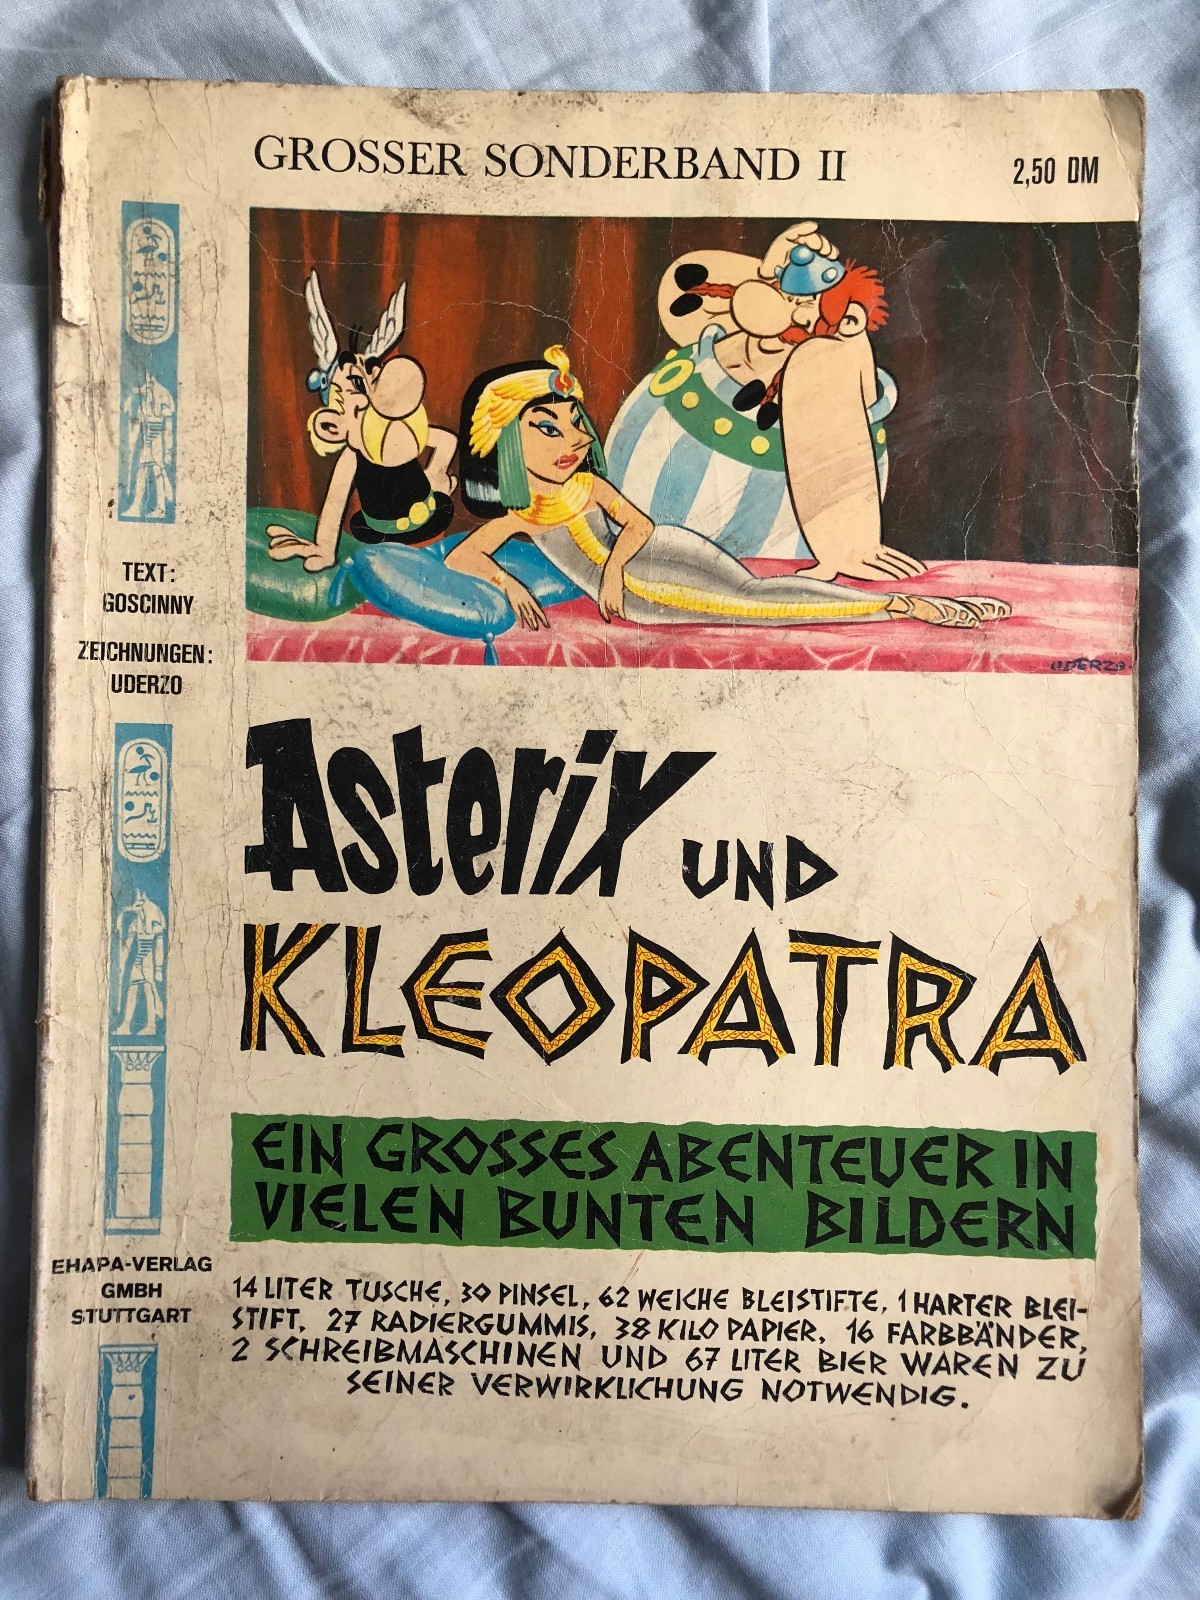 GROSSER SONDERBAND II
2,50 DM
TEXT:
GOSCINNY
ZEICHNUNGEN:
UDERZO
UDERZO.
Asterix UND
KLEOPATRA
EIN GROSSES ABENTEUER IN
VIELEN BUNTEN BILDERN
EHAPA-VERLAG
GMBH
STUTTGART
14 LITER TUSCHE, 30 PINSEL, 62 WEICHE BLEISTIFTE, 1 HARTER BLEI-
STIFT, 27 RADIERGUMMIS, 38 KILO PAPIER, 16 FARBBÄNDER,
2 SCHREIBMASCHINEN UND 67 LITER BIER WAREN ZU
SEINER VERWIRKLICHUNG NOTWENDIG.